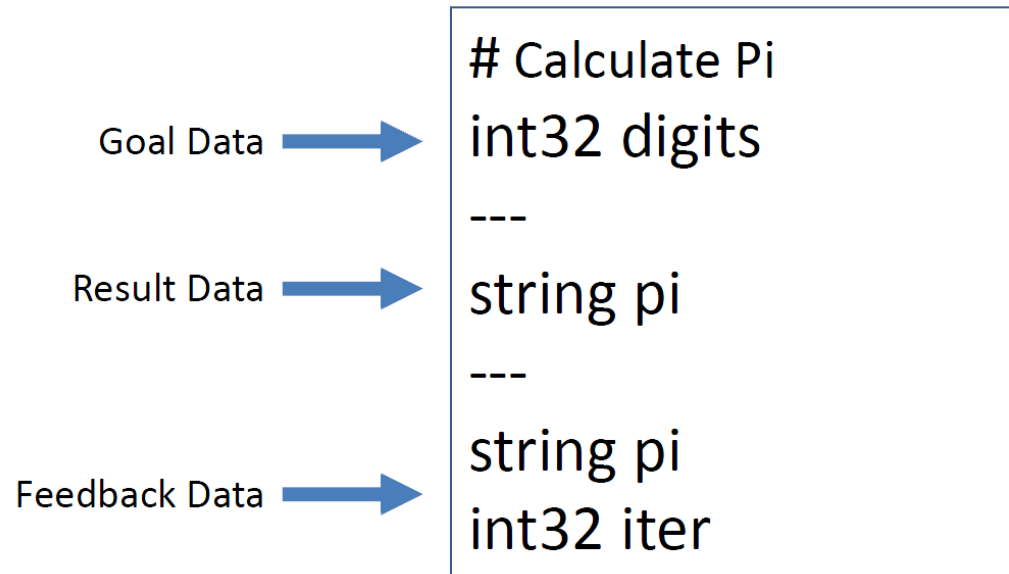 # Calculate Pi
Goal Data
int32 digits
---
Result Data
string pi
---
string pi
Feedback Data
int32 iter